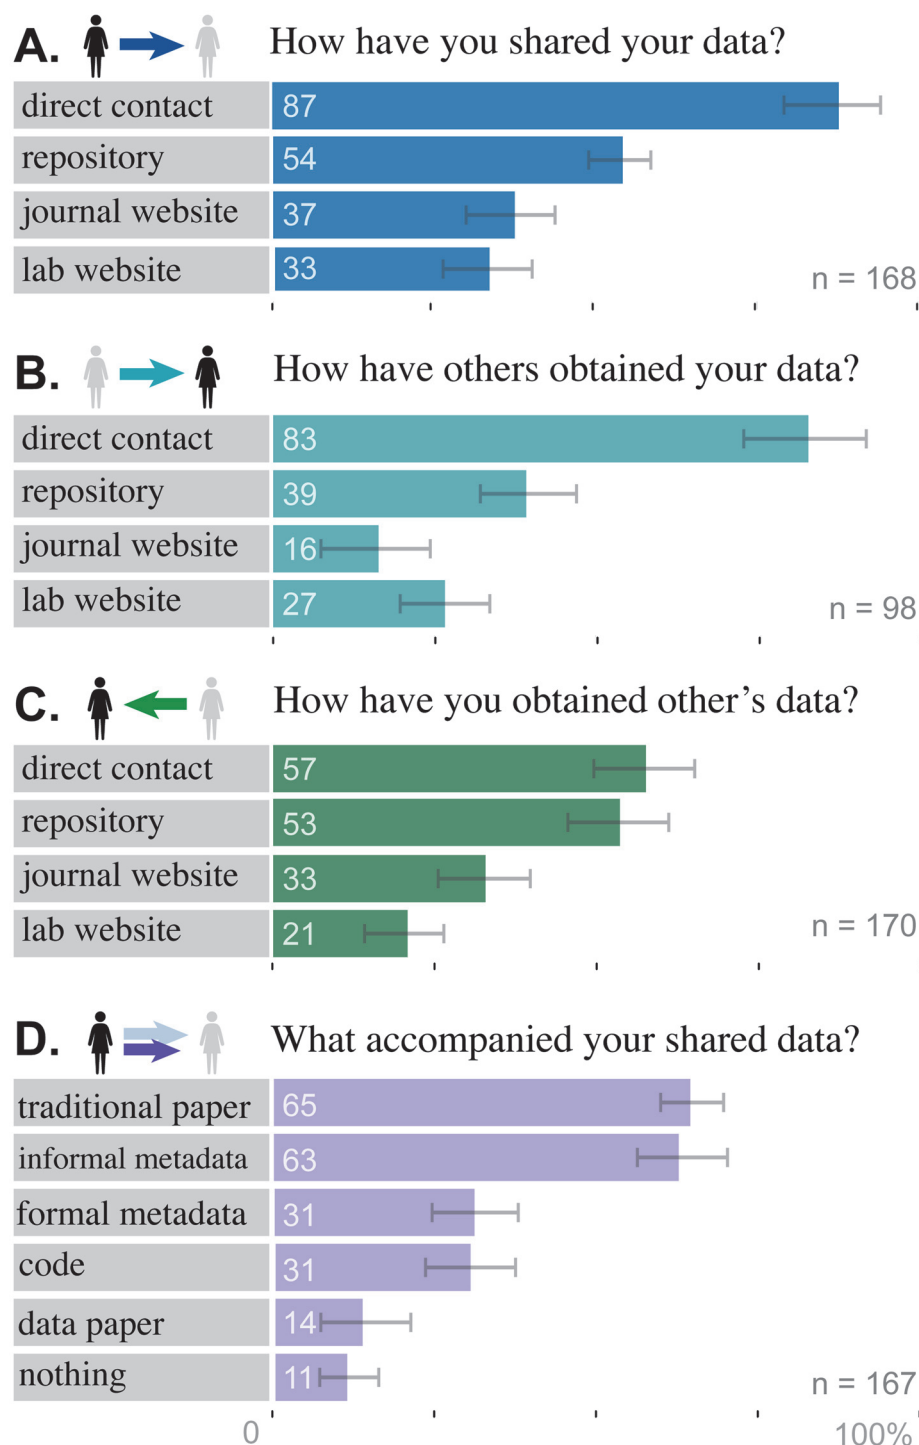 A. How have you shared your data?
direct contact 87
repository 54
journal website 37
lab website 33
n = 168
B. How have others obtained your data?
direct contact 83
repository 39
journal website 16
lab website 27
n = 98
C. How have you obtained other’s data?
direct contact 57
repository 53
journal website 33
lab website 21
n = 170
D. What accompanied your shared data?
traditional paper 65
informal metadata 63
formal metadata 31
code 31
data paper 14
nothing 11
n = 167
0 100%